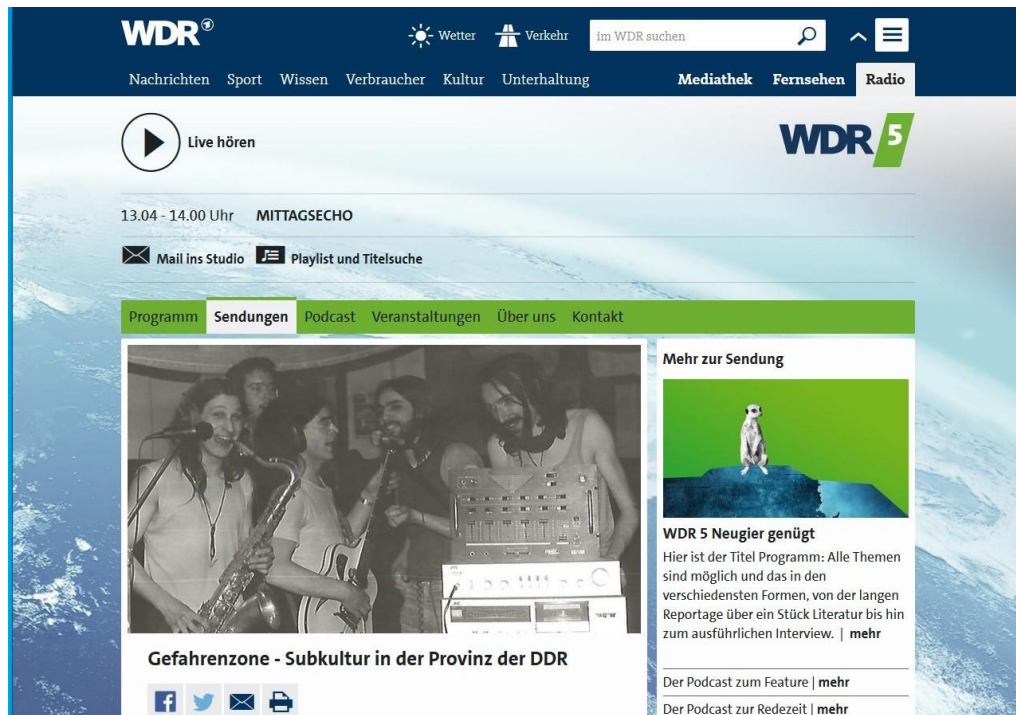 WDR
Wetter
Verkehr
im WDR suchen
Nachrichten Sport Wissen Verbraucher Kultur Unterhaltung Mediathek Fernsehen Radio
Live hören
WDR 5
13.04 - 14.00 Uhr MITTAGSECHO
Mail ins Studio Playlist und Titelsuche
Programm Sendungen Podcast Veranstaltungen Über uns Kontakt
Gefahrenzone - Subkultur in der Provinz der DDR
Mehr zur Sendung
WDR 5 Neugier genügt
Hier ist der Titel Programm: Alle Themen
sind möglich und das in den
verschiedensten Formen, von der langen
Reportage über ein Stück Literatur bis hin
zum ausführlichen Interview. | mehr
Der Podcast zum Feature | mehr
Der Podcast zur Redezeit | mehr